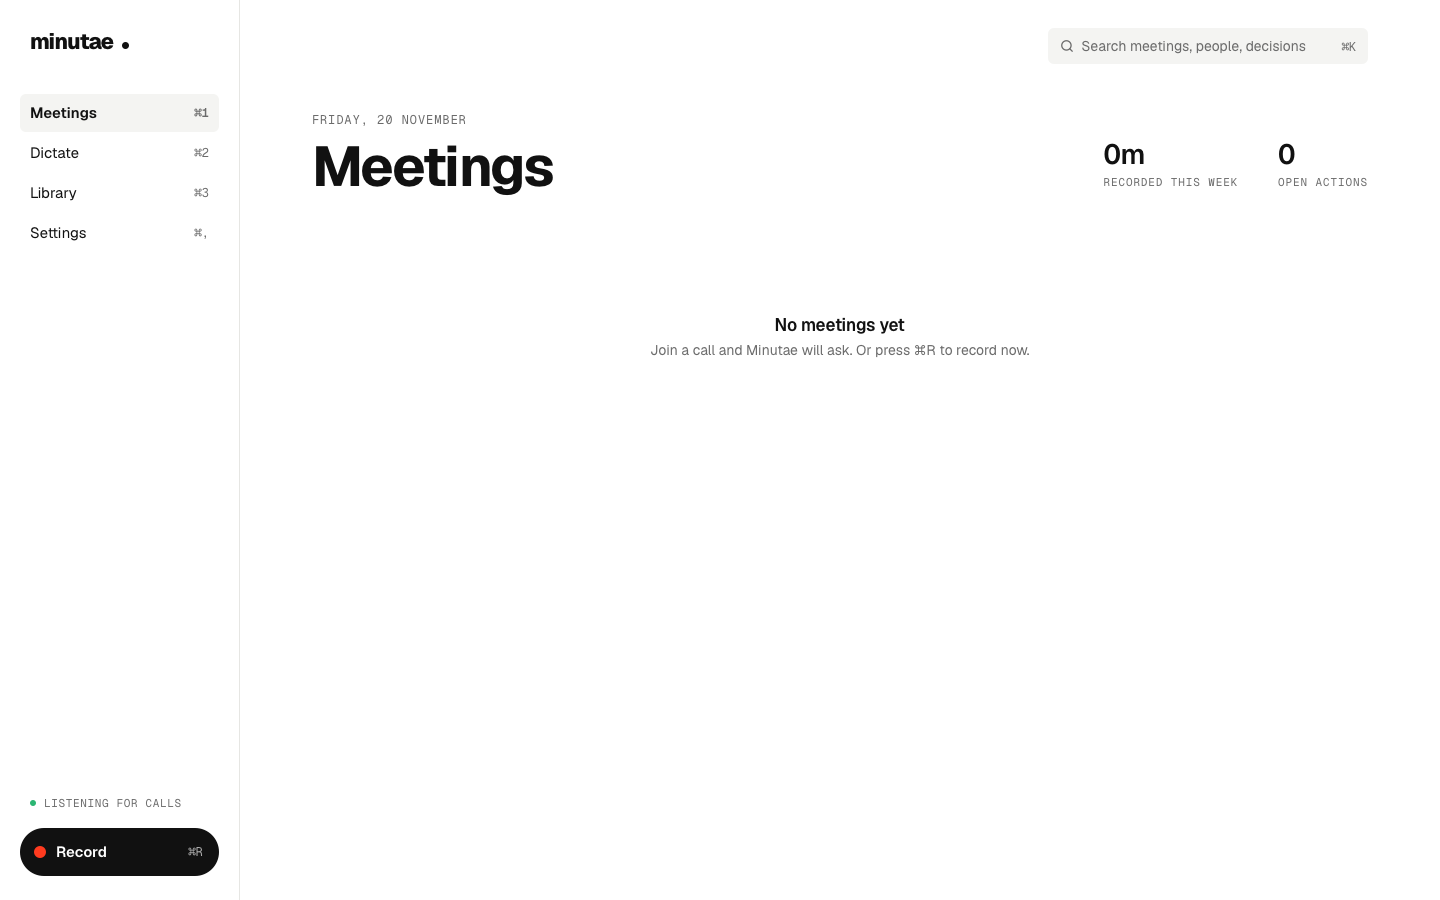 minutae
Meetings ⌘1
Dictate ⌘2
Library ⌘3
Settings ⌘,
LISTENING FOR CALLS
Record ⌘R
Search meetings, people, decisions ⌘K
FRIDAY, 20 NOVEMBER
Meetings
0m
RECORDED THIS WEEK
0
OPEN ACTIONS
No meetings yet
Join a call and Minutae will ask. Or press ⌘R to record now.